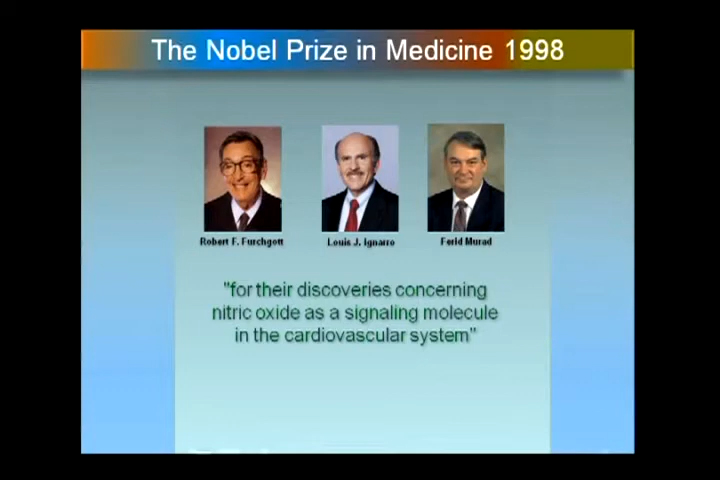 The Nobel Prize in Medicine 1998
Robert F. Furchgott
Louis J. Ignarro
Ferid Murad
"for their discoveries concerning
nitric oxide as a signaling molecule
in the cardiovascular system"